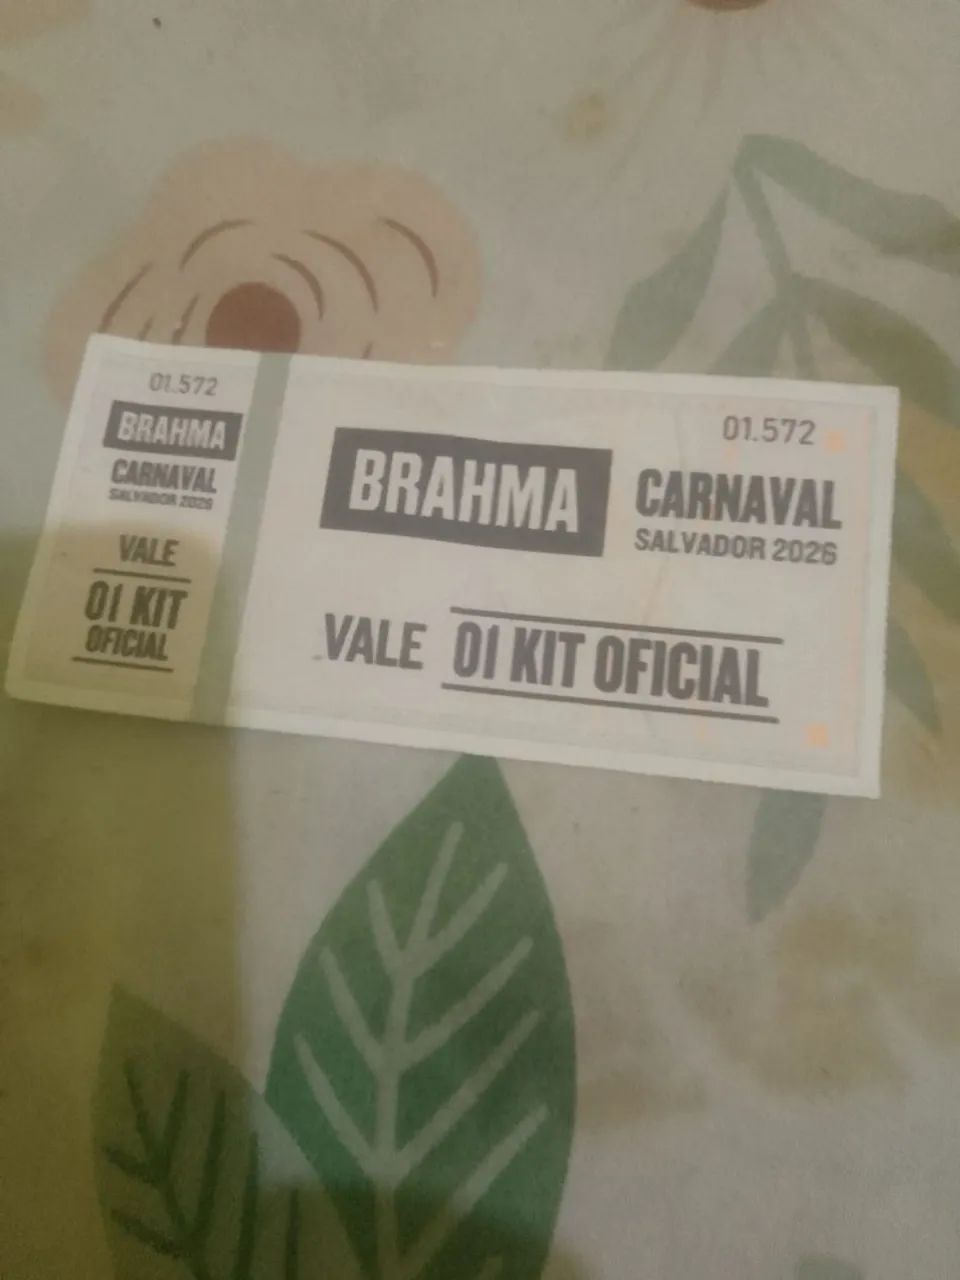 01.572
BRAHMA
CARNAVAL
SALVADOR 2026
VALE
01 KIT
OFICIAL
01.572
BRAHMA
CARNAVAL
SALVADOR 2026
VALE 01 KIT OFICIAL